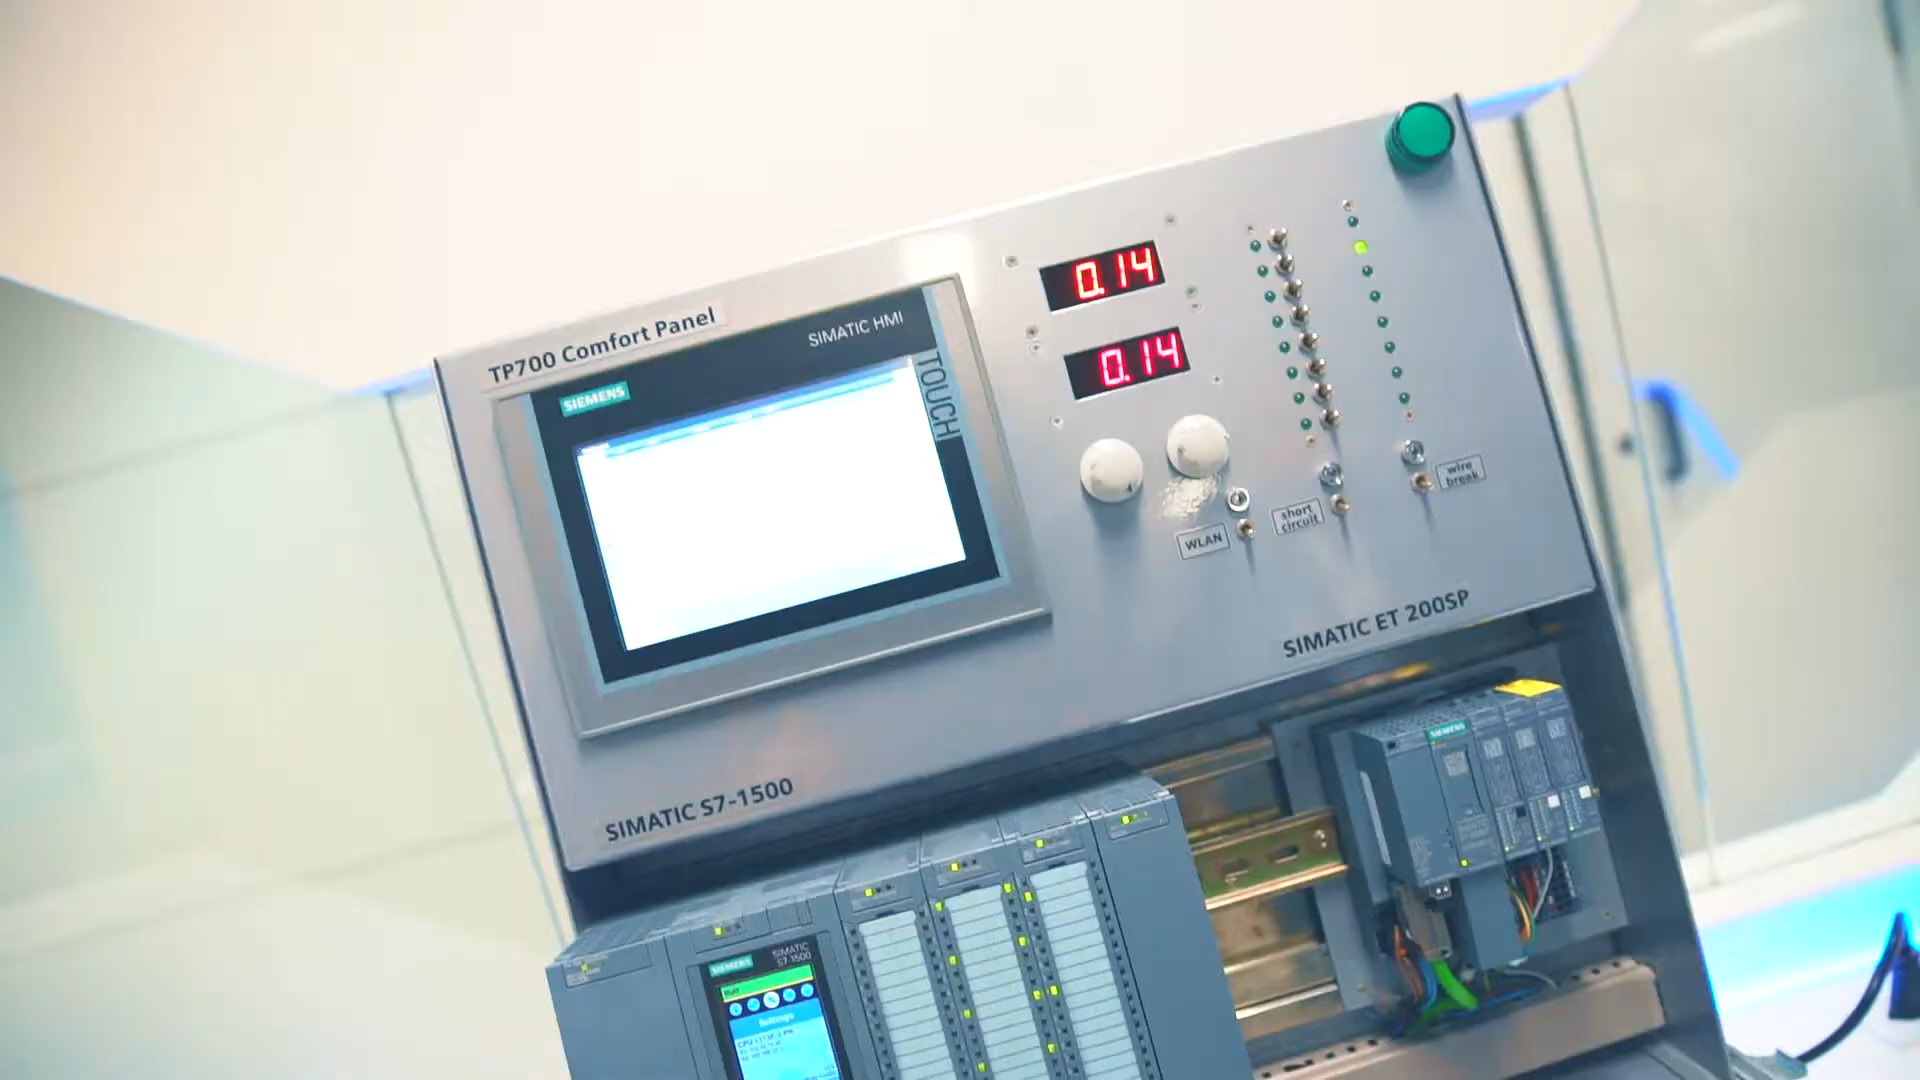 TP700 Comfort Panel
SIEMENS
SIMATIC HMI
TOUCH
0.14
0.14
WLAN
short
circuit
wire
break
SIMATIC ET 200SP
SIMATIC S7-1500
SIEMENS
SIEMENS
SIMATIC
S7-1500
RUN
Settings